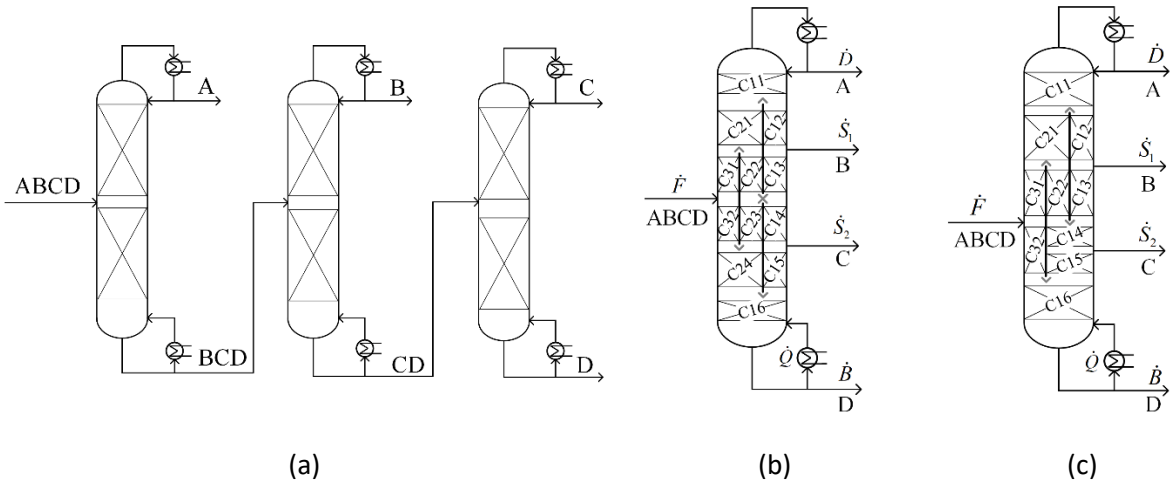 A
B
C
ABCD
BCD
CD
D
(a)
Ḋ
A
C11
C21
C12
Ṡ₁
B
C31
C22
C13
Ḟ
ABCD
C32
C23
C14
Ṡ₂
C
C24
C15
C16
Q̇
Ḃ
D
(b)
Ḋ
A
C11
C21
C12
Ṡ₁
B
C31
C22
C13
Ḟ
ABCD
C32
C14
Ṡ₂
C15
C
C16
Q̇
Ḃ
D
(c)